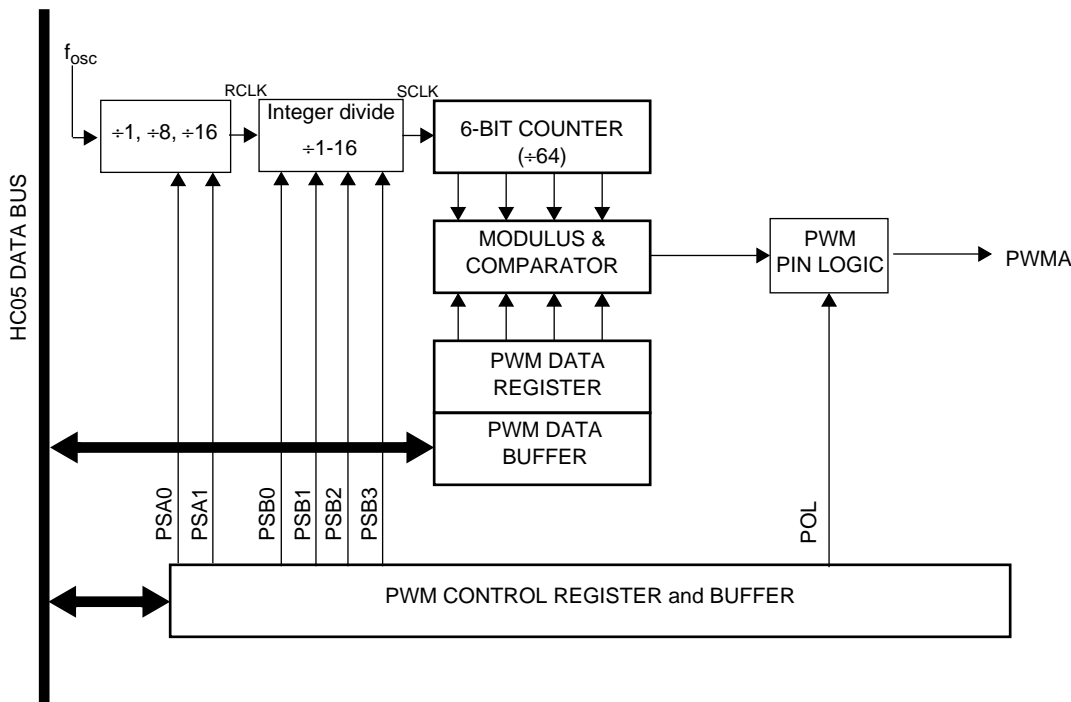 HC05 DATA BUS
fosc
÷1, ÷8, ÷16
RCLK
Integer divide
÷1-16
SCLK
6-BIT COUNTER
(÷64)
MODULUS &
COMPARATOR
PWM
PIN LOGIC
PWMA
PWM DATA
REGISTER
PWM DATA
BUFFER
PSA0
PSA1
PSB0
PSB1
PSB2
PSB3
POL
PWM CONTROL REGISTER and BUFFER